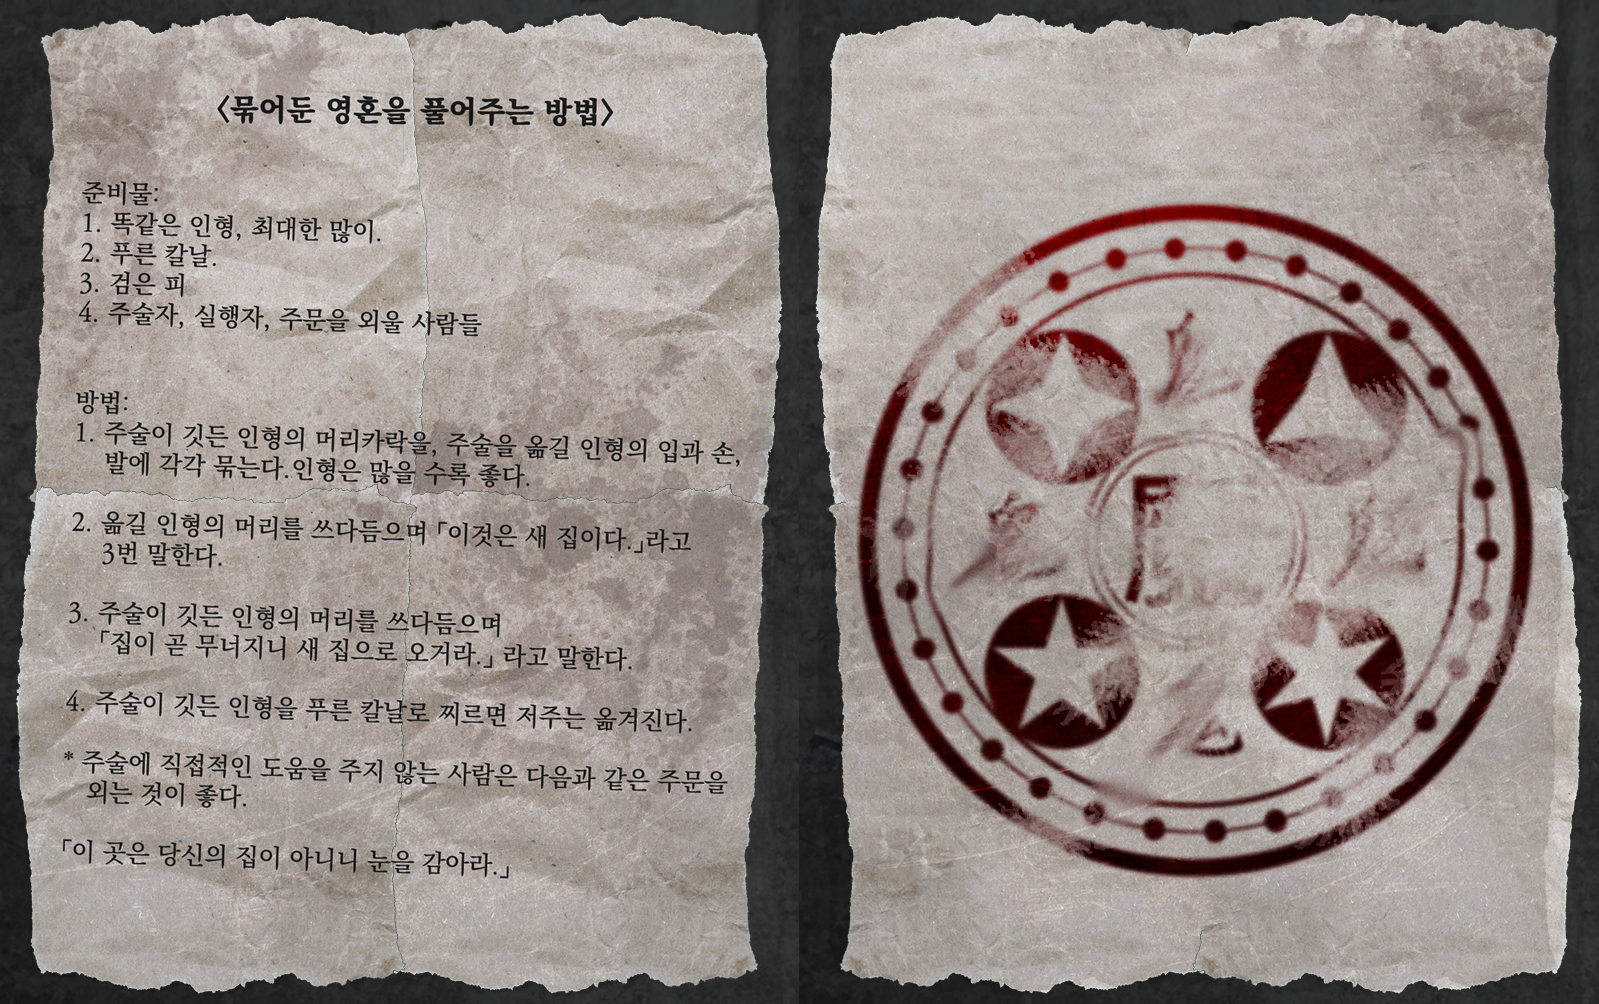 〈묶어둔 영혼을 풀어주는 방법〉
준비물:
1. 똑같은 인형, 최대한 많이.
2. 푸른 칼날.
3. 검은 피
4. 주술자, 실행자, 주문을 외울 사람들
방법:
1. 주술이 깃든 인형의 머리카락을, 주술을 옮길 인형의 입과 손,
발에 각각 묶는다.인형은 많을 수록 좋다.
2. 옮길 인형의 머리를 쓰다듬으며 「이것은 새 집이다.」라고
3번 말한다.
3. 주술이 깃든 인형의 머리를 쓰다듬으며
「집이 곧 무너지니 새 집으로 오거라.」 라고 말한다.
4. 주술이 깃든 인형을 푸른 칼날로 찌르면 저주는 옮겨진다.
* 주술에 직접적인 도움을 주지 않는 사람은 다음과 같은 주문을
외는 것이 좋다.
「이 곳은 당신의 집이 아니니 눈을 감아라.」